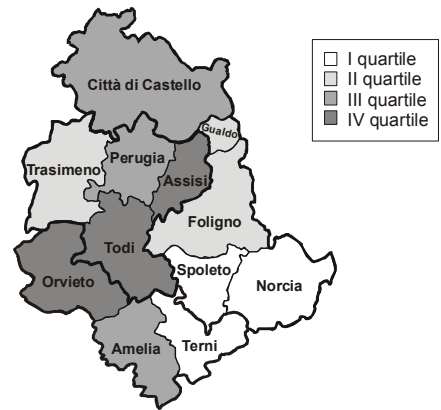 I quartile
II quartile
III quartile
IV quartile
Città di Castello
Gualdo
Perugia
Trasimeno
Assisi
Foligno
Todi
Spoleto
Orvieto
Norcia
Amelia
Terni